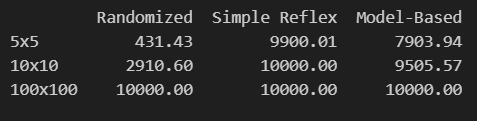 Randomized Simple Reflex Model-Based
5x5 431.43 9900.01 7903.94
10x10 2910.60 10000.00 9505.57
100x100 10000.00 10000.00 10000.00